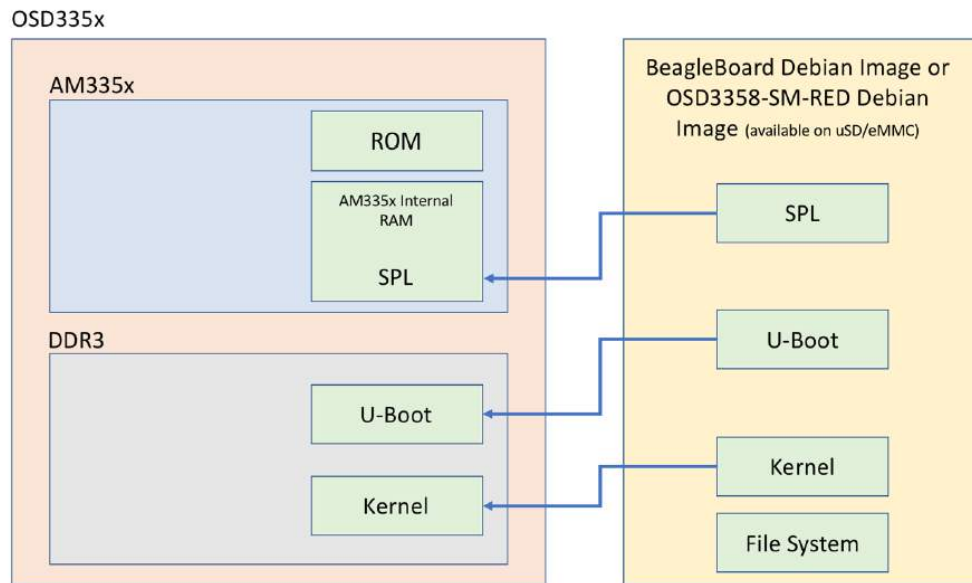 OSD335x
AM335x
ROM
AM335x Internal
RAM
SPL
DDR3
U-Boot
Kernel
BeagleBoard Debian Image or
OSD3358-SM-RED Debian
Image (available on uSD/eMMC)
SPL
U-Boot
Kernel
File System